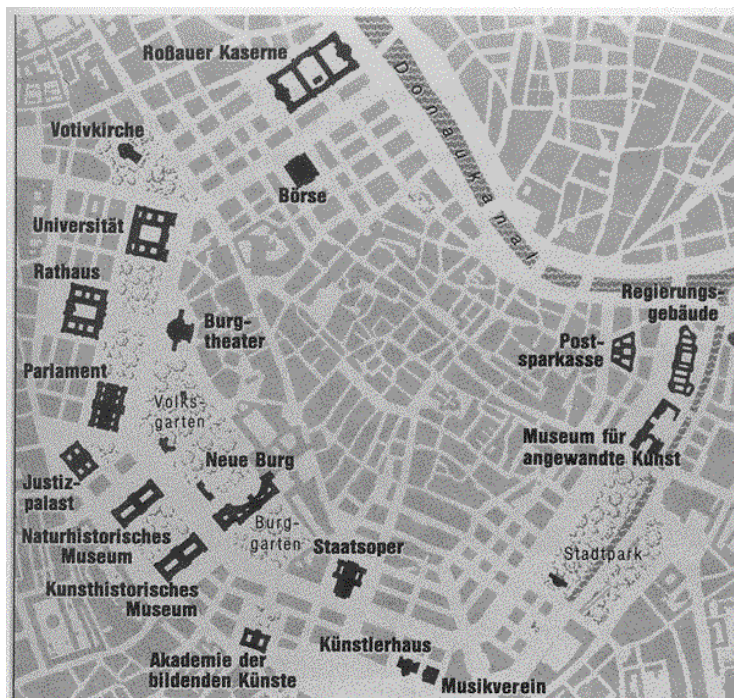 Roßauer Kaserne
Donaukanal
Votivkirche
Börse
Universität
Rathaus
Burg-
theater
Regierungs-
gebäude
Post-
sparkasse
Parlament
Volks-
garten
Museum für
angewandte Kunst
Neue Burg
Justiz-
palast
Burg-
garten
Naturhistorisches
Museum
Staatsoper
Stadtpark
Kunsthistorisches
Museum
Künstlerhaus
Akademie der
bildenden Künste
Musikverein